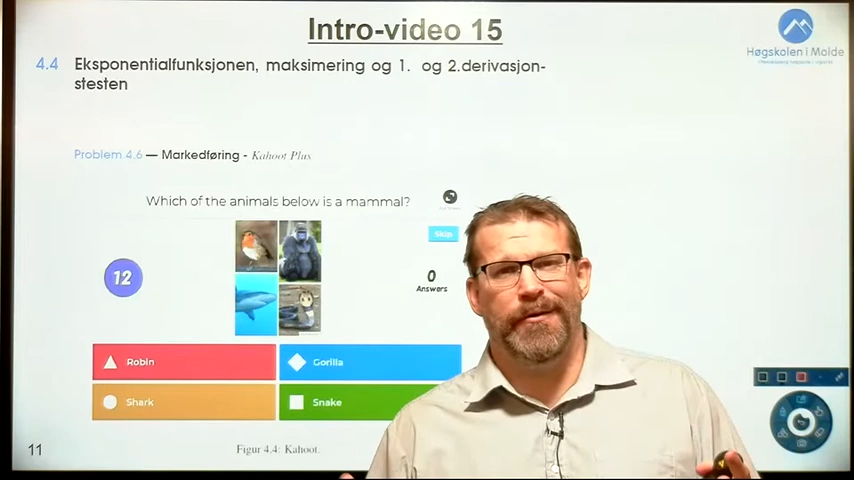 Intro-video 15
Høgskolen i Molde
4.4 Eksponentialfunksjonen, maksimering og 1. og 2.derivasjon-
stesten
Problem 4.6 — Markedføring - Kahoot Plus
Which of the animals below is a mammal?
Skip
12
0
Answers
Robin
Gorilla
Shark
Snake
11
Figur 4.4: Kahoot.